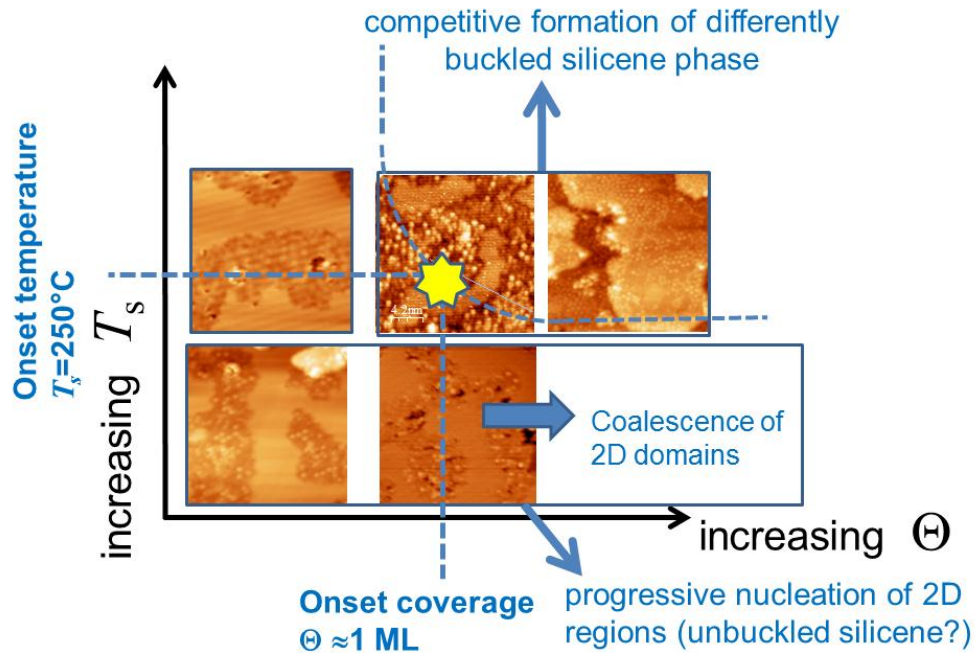 competitive formation of differently
buckled silicene phase
Onset temperature
Ts=250°C
increasing Ts
4.2nm
Coalescence of
2D domains
increasing Θ
Onset coverage
Θ ≈1 ML
progressive nucleation of 2D
regions (unbuckled silicene?)